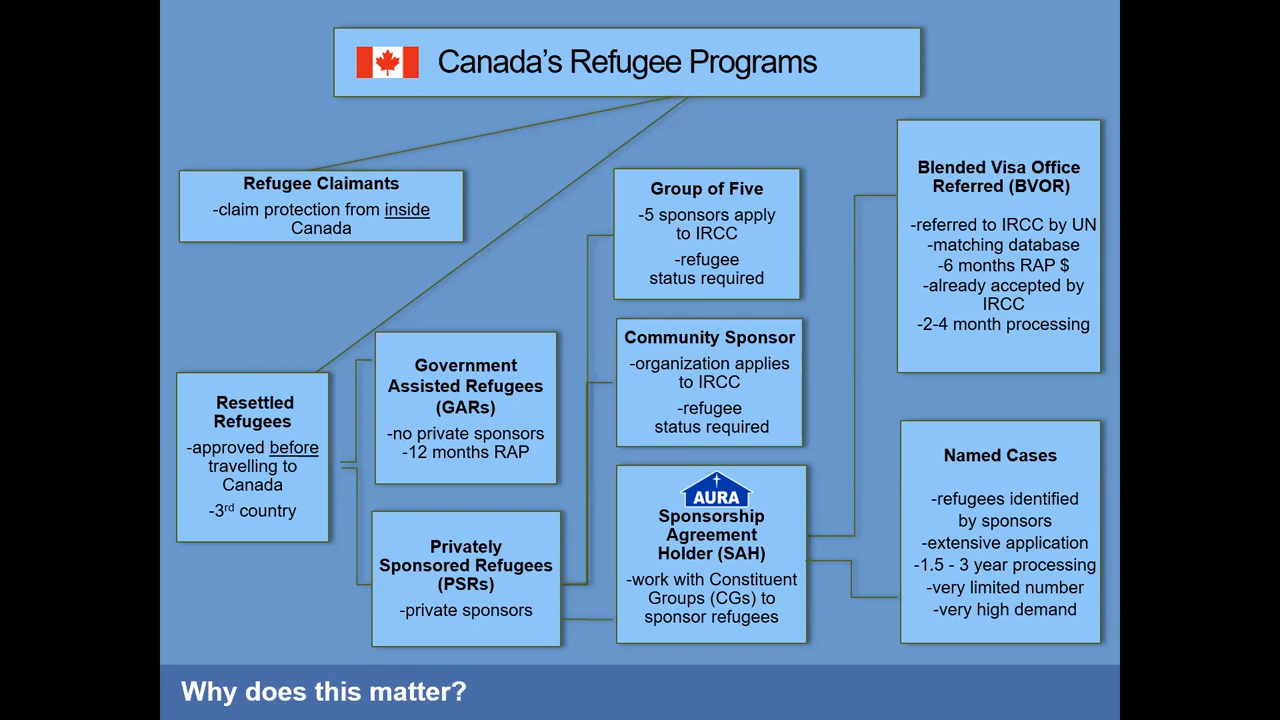 Canada’s Refugee Programs
Refugee Claimants
-claim protection from inside
Canada
Resettled
Refugees
-approved before
travelling to
Canada
-3rd country
Government
Assisted Refugees
(GARs)
-no private sponsors
-12 months RAP
Privately
Sponsored Refugees
(PSRs)
-private sponsors
Group of Five
-5 sponsors apply
to IRCC
-refugee
status required
Community Sponsor
-organization applies
to IRCC
-refugee
status required
AURA
Sponsorship
Agreement
Holder (SAH)
-work with Constituent
Groups (CGs) to
sponsor refugees
Blended Visa Office
Referred (BVOR)
-referred to IRCC by UN
-matching database
-6 months RAP $
-already accepted by
IRCC
-2-4 month processing
Named Cases
-refugees identified
by sponsors
-extensive application
-1.5 - 3 year processing
-very limited number
-very high demand
Why does this matter?